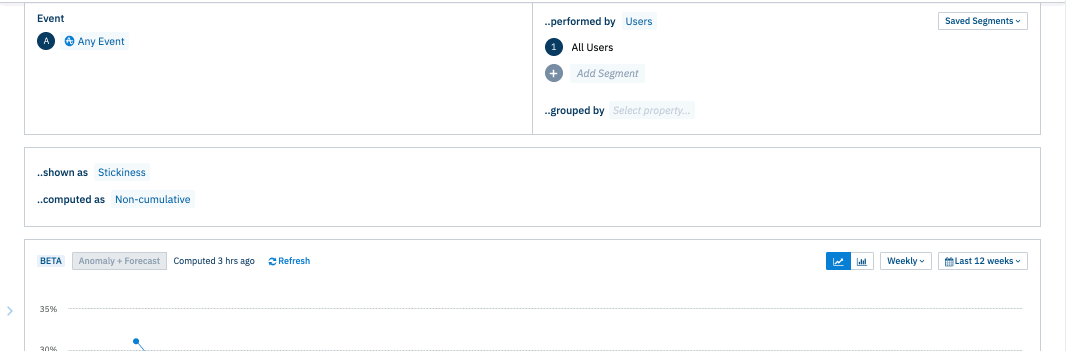 Event
A Any Event
..performed by Users
Saved Segments
1 All Users
+ Add Segment
..grouped by Select property...
..shown as Stickiness
..computed as Non-cumulative
BETA Anomaly + Forecast Computed 3 hrs ago Refresh
Weekly Last 12 weeks
35%
30%